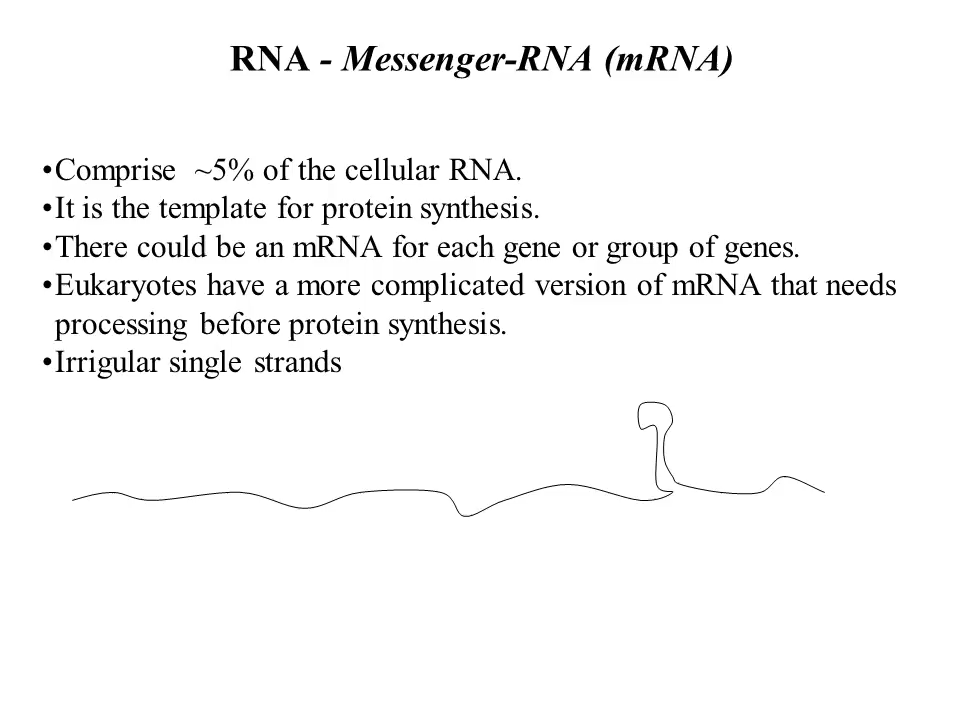 RNA - Messenger-RNA (mRNA)
•Comprise ~5% of the cellular RNA.
•It is the template for protein synthesis.
•There could be an mRNA for each gene or group of genes.
•Eukaryotes have a more complicated version of mRNA that needs
processing before protein synthesis.
•Irrigular single strands